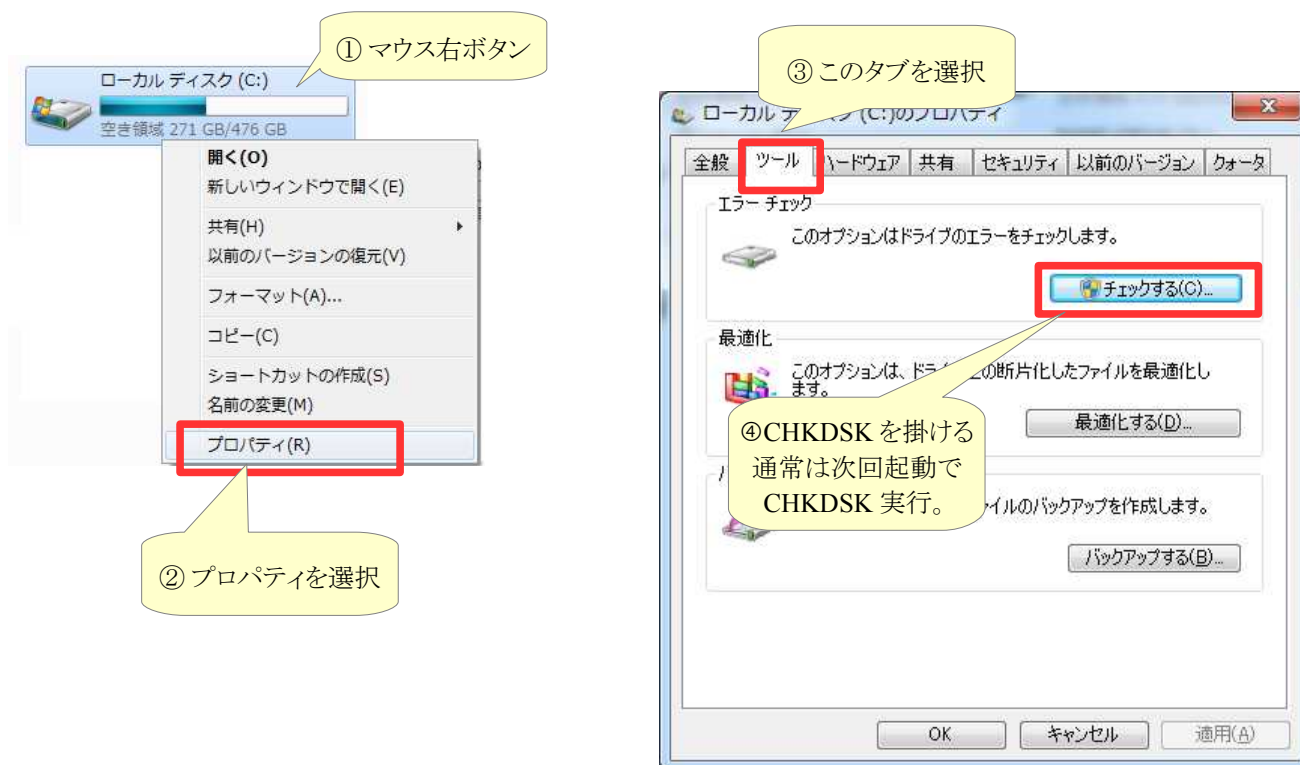 ① マウス右ボタン
ローカル ディスク (C:)
空き領域 271 GB/476 GB
開く(O)
新しいウィンドウで開く(E)
共有(H)
以前のバージョンの復元(V)
フォーマット(A)...
コピー(C)
ショートカットの作成(S)
名前の変更(M)
プロパティ(R)
② プロパティを選択
③ このタブを選択
ローカル (C:)のプロパティ
全般 ツール ハードウェア 共有 セキュリティ 以前のバージョン クォータ
エラー チェック
このオプションはドライブのエラーをチェックします。
チェックする(C)...
最適化
このオプションは、ドライ の断片化したファイルを最適化し
ます。
最適化する(D)...
④CHKDSK を掛ける
通常は次回起動で
CHKDSK 実行。
イルのバックアップを作成します。
バックアップする(B)...
OK キャンセル 適用(A)